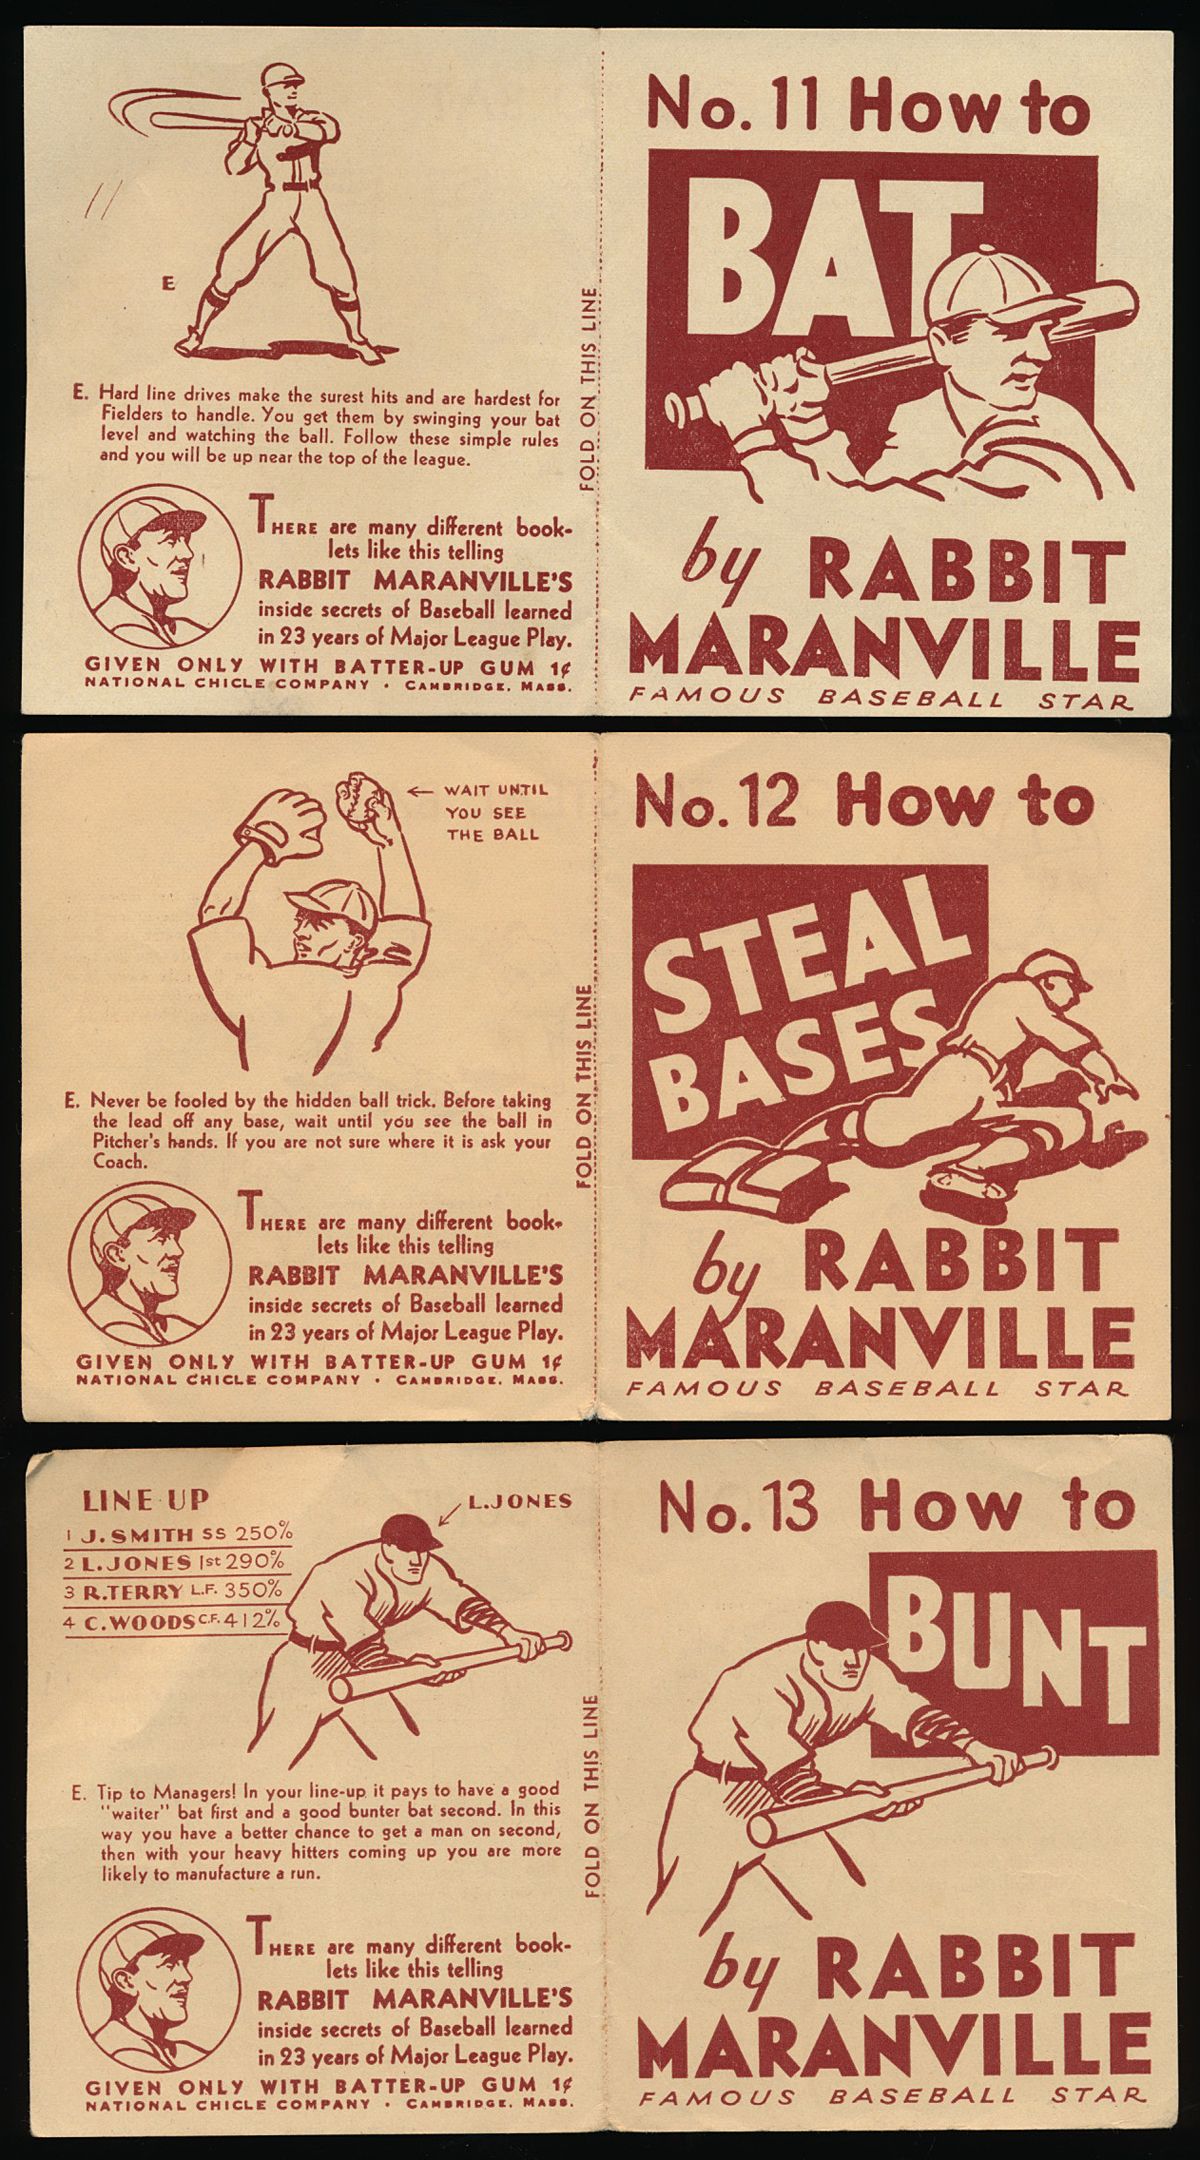 E
E. Hard line drives make the surest hits and are hardest for
Fielders to handle. You get them by swinging your bat
level and watching the ball. Follow these simple rules
and you will be up near the top of the league.
THERE are many different book-
lets like this telling
RABBIT MARANVILLE'S
inside secrets of Baseball learned
in 23 years of Major League Play.
GIVEN ONLY WITH BATTER-UP GUM 1¢
NATIONAL CHICLE COMPANY · CAMBRIDGE, MASS.
FOLD ON THIS LINE
No. 11 How to
BAT
by RABBIT
MARANVILLE
FAMOUS BASEBALL STAR
← WAIT UNTIL
YOU SEE
THE BALL
E. Never be fooled by the hidden ball trick. Before taking
the lead off any base, wait until you see the ball in
Pitcher's hands. If you are not sure where it is ask your
Coach.
THERE are many different book-
lets like this telling
RABBIT MARANVILLE'S
inside secrets of Baseball learned
in 23 years of Major League Play.
GIVEN ONLY WITH BATTER-UP GUM 1¢
NATIONAL CHICLE COMPANY · CAMBRIDGE, MASS.
FOLD ON THIS LINE
No. 12 How to
STEAL
BASES
by RABBIT
MARANVILLE
FAMOUS BASEBALL STAR
LINE UP
1 J. SMITH SS 250%
2 L. JONES 1st 290%
3 R. TERRY L.F. 350%
4 C. WOODS C.F. 412%
L. JONES
E. Tip to Managers! In your line-up it pays to have a good
"waiter" bat first and a good bunter bat second. In this
way you have a better chance to get a man on second,
then with your heavy hitters coming up you are more
likely to manufacture a run.
THERE are many different book-
lets like this telling
RABBIT MARANVILLE'S
inside secrets of Baseball learned
in 23 years of Major League Play.
GIVEN ONLY WITH BATTER-UP GUM 1¢
NATIONAL CHICLE COMPANY · CAMBRIDGE, MASS.
FOLD ON THIS LINE
No. 13 How to
BUNT
by RABBIT
MARANVILLE
FAMOUS BASEBALL STAR